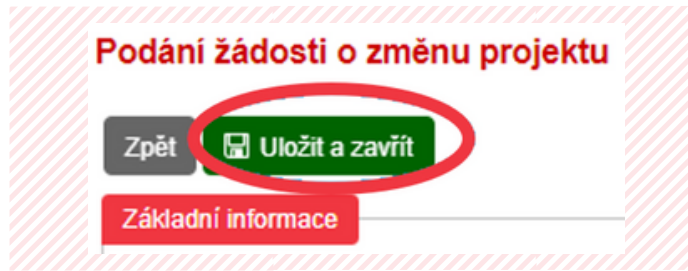 Podání žádosti o změnu projektu
Zpět Uložit a zavřít
Základní informace